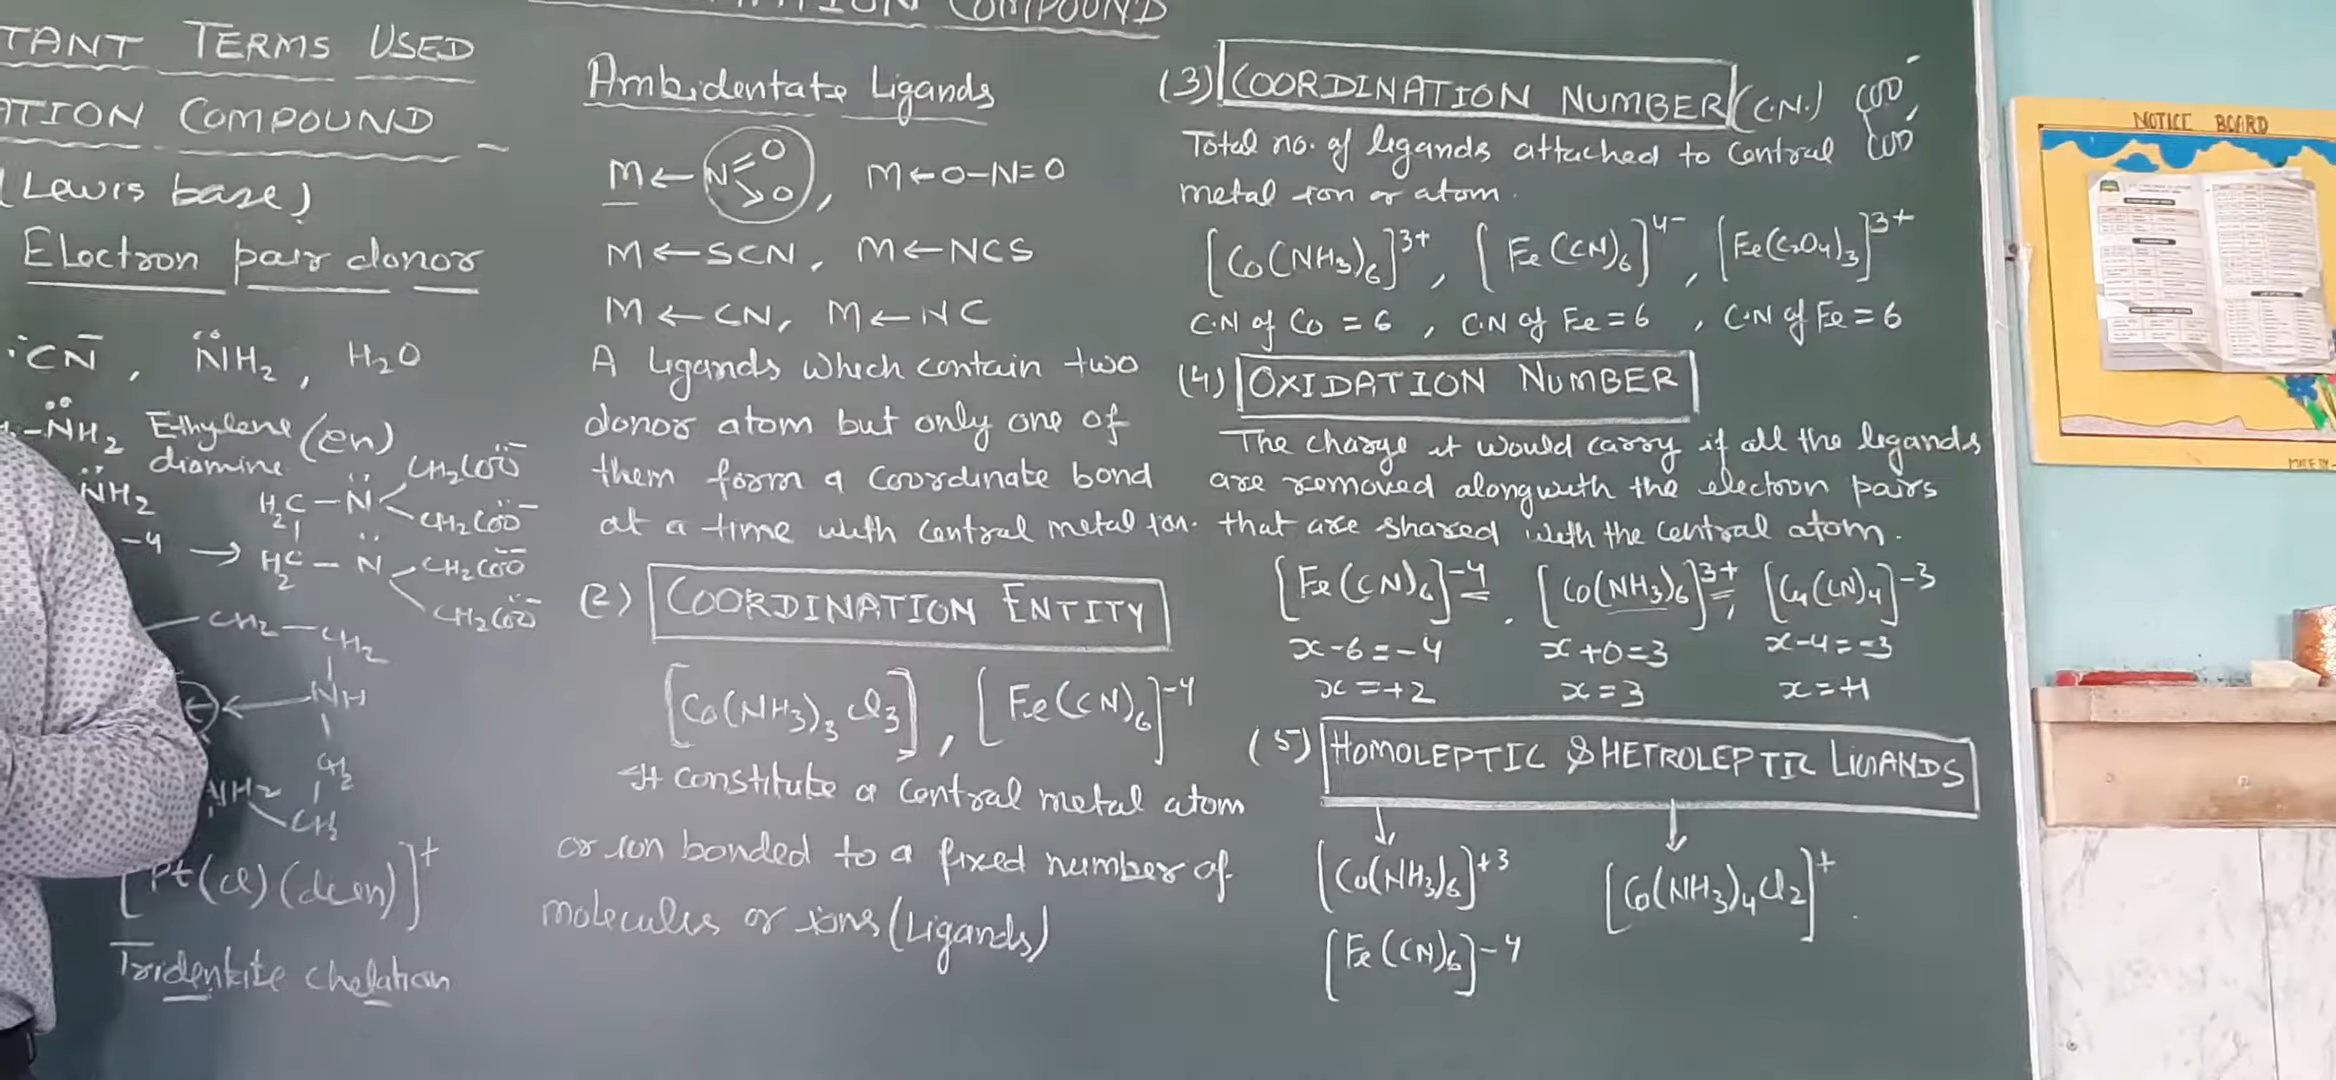 COMPOUND
TANT TERMS USED
ATION COMPOUND
(Lewis base)
Electron pair donor
:CN⁻, N̈H₂, H₂O
-N̈H₂ Ethylene (en)
diamine
N̈H₂
-4 →
H₂C-N̈
CH₂COO⁻
CH₂COO⁻
H₂C-N̈
CH₂COO⁻
CH₂COO⁻
CH₂-CH₂
NH
CH₂
NH₂
CH₂
[Pt(Cl)(dien)]⁺
Tridentite chelation
Ambidentate Ligands
M←N=O→O, M←O-N=O
M←SCN, M←NCS
M←CN, M←NC
A Ligands which contain two
donor atom but only one of
them form a coordinate bond
at a time with central metal ion.
(2) COORDINATION ENTITY
[Co(NH₃)₃Cl₃], [Fe(CN)₆]⁻⁴
It constitute a central metal atom
or ion bonded to a fixed number of
molecules or ions (Ligands)
(3) COORDINATION NUMBER (C.N.)
COO⁻
COO⁻
Total no. of ligands attached to central
metal ion or atom.
[Co(NH₃)₆]³⁺, [Fe(CN)₆]⁴⁻, [Fe(C₂O₄)₃]³⁺
C.N of Co = 6, C.N of Fe = 6, C.N of Fe = 6
(4) OXIDATION NUMBER
The charge it would carry if all the ligands
are removed alongwith the electron pairs
that are shared with the central atom.
[Fe(CN)₆]⁻⁴, [Co(NH₃)₆]³⁺, [Cu(CN)₄]⁻³
x-6=-4 x+0=3 x-4=-3
x=+2 x=3 x=+1
(5) HOMOLEPTIC & HETROLEPTIC LIGANDS
[Co(NH₃)₆]⁺³ [Co(NH₃)₄Cl₂]⁺
[Fe(CN)₆]⁻⁴
NOTICE BOARD